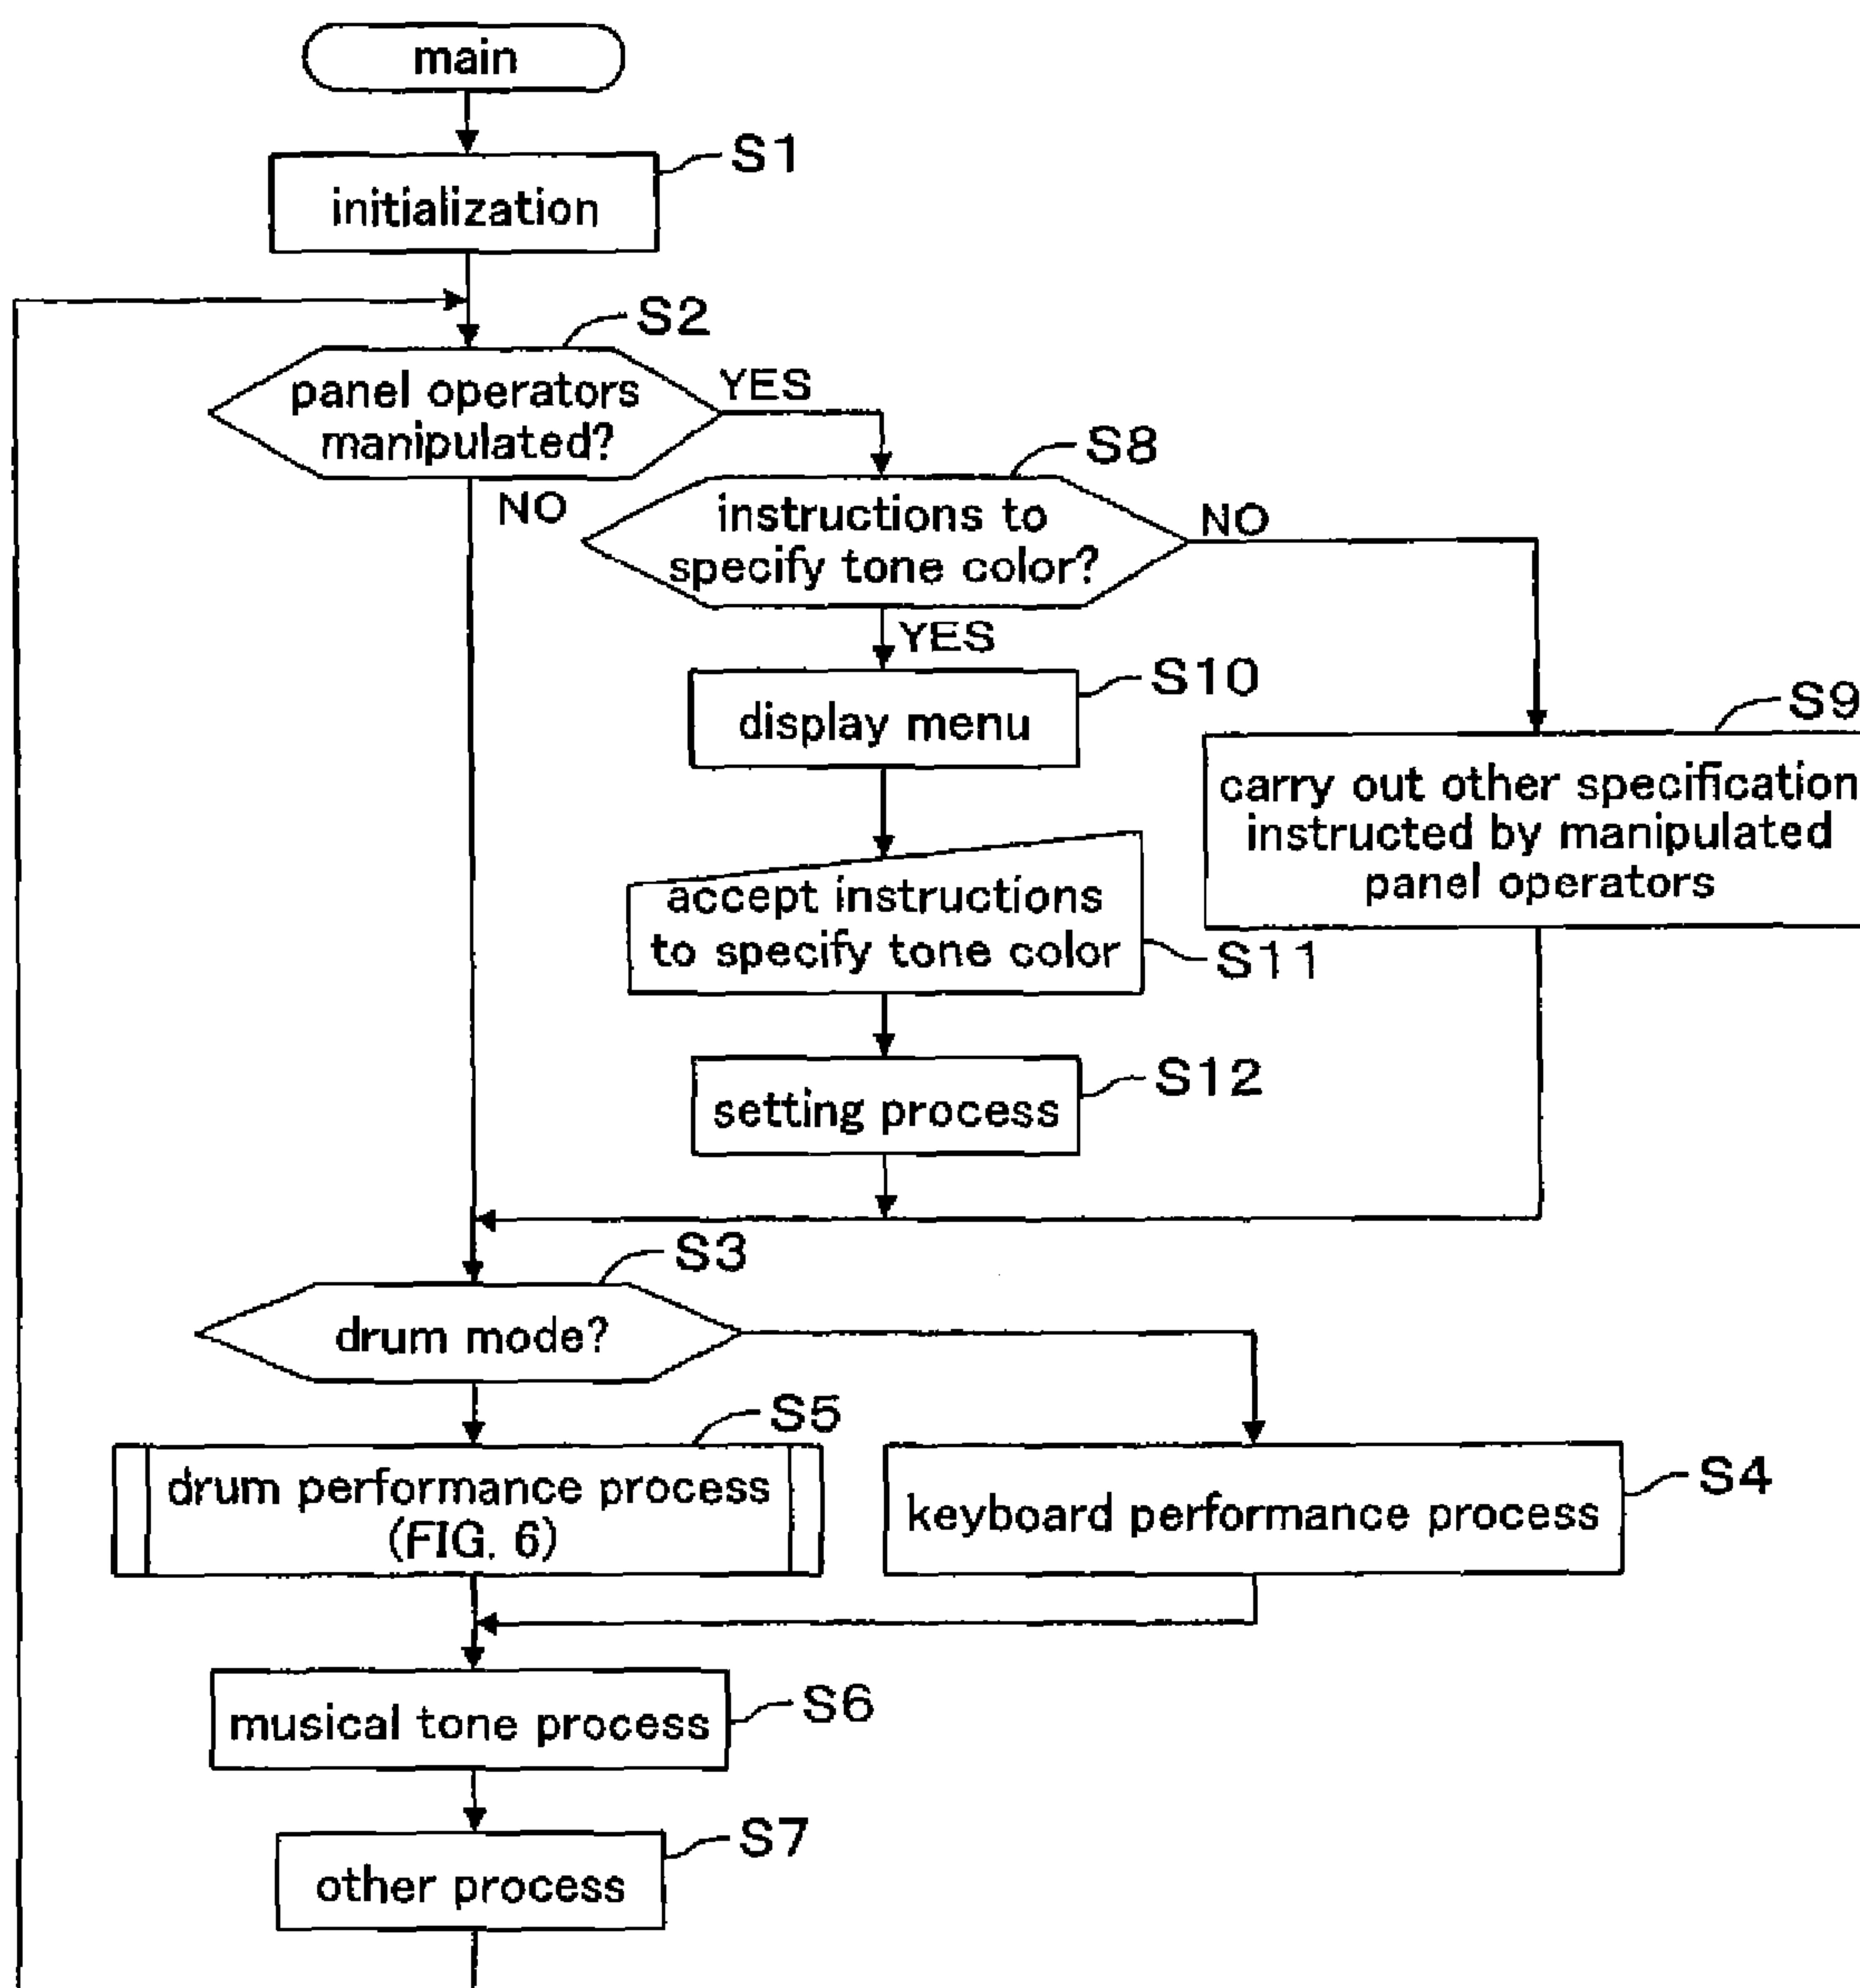 main
S1
initialization
S2
panel operators
manipulated?
YES
NO
S8
instructions to
specify tone color?
NO
YES
S10
display menu
S9
carry out other specification
instructed by manipulated
panel operators
accept instructions
to specify tone color
S11
S12
setting process
S3
drum mode?
S5
drum performance process
(FIG. 6)
S4
keyboard performance process
S6
musical tone process
S7
other process